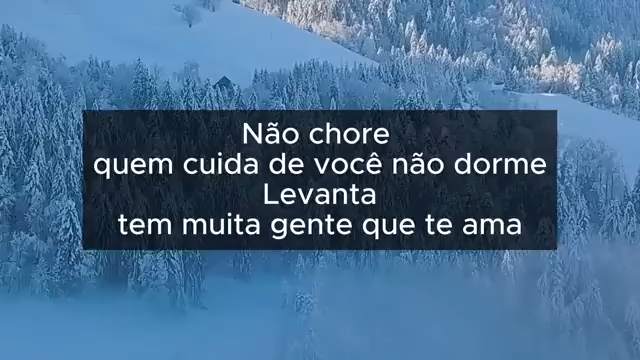 Não chore
quem cuida de você não dorme
Levanta
tem muita gente que te ama